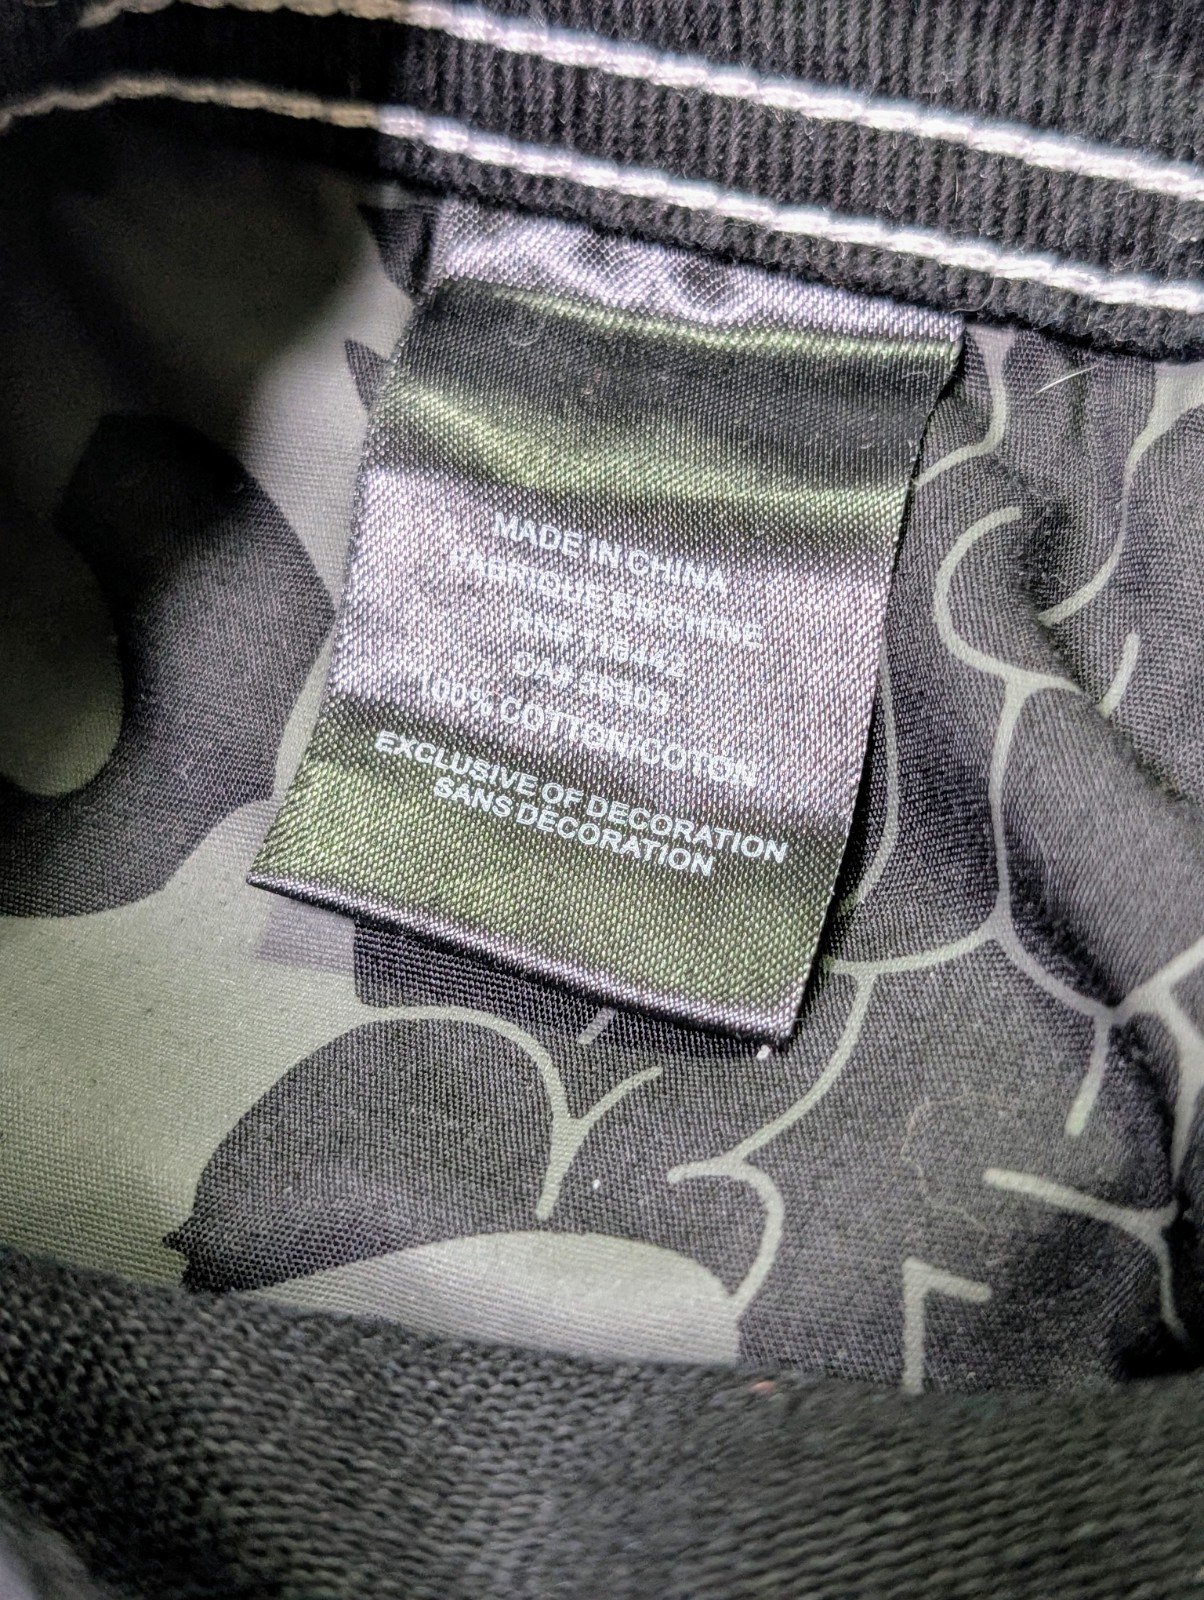 MADE IN CHINA
FABRIQUE EN CHINE
100% COTTON/COTON
EXCLUSIVE OF DECORATION
SANS DECORATION